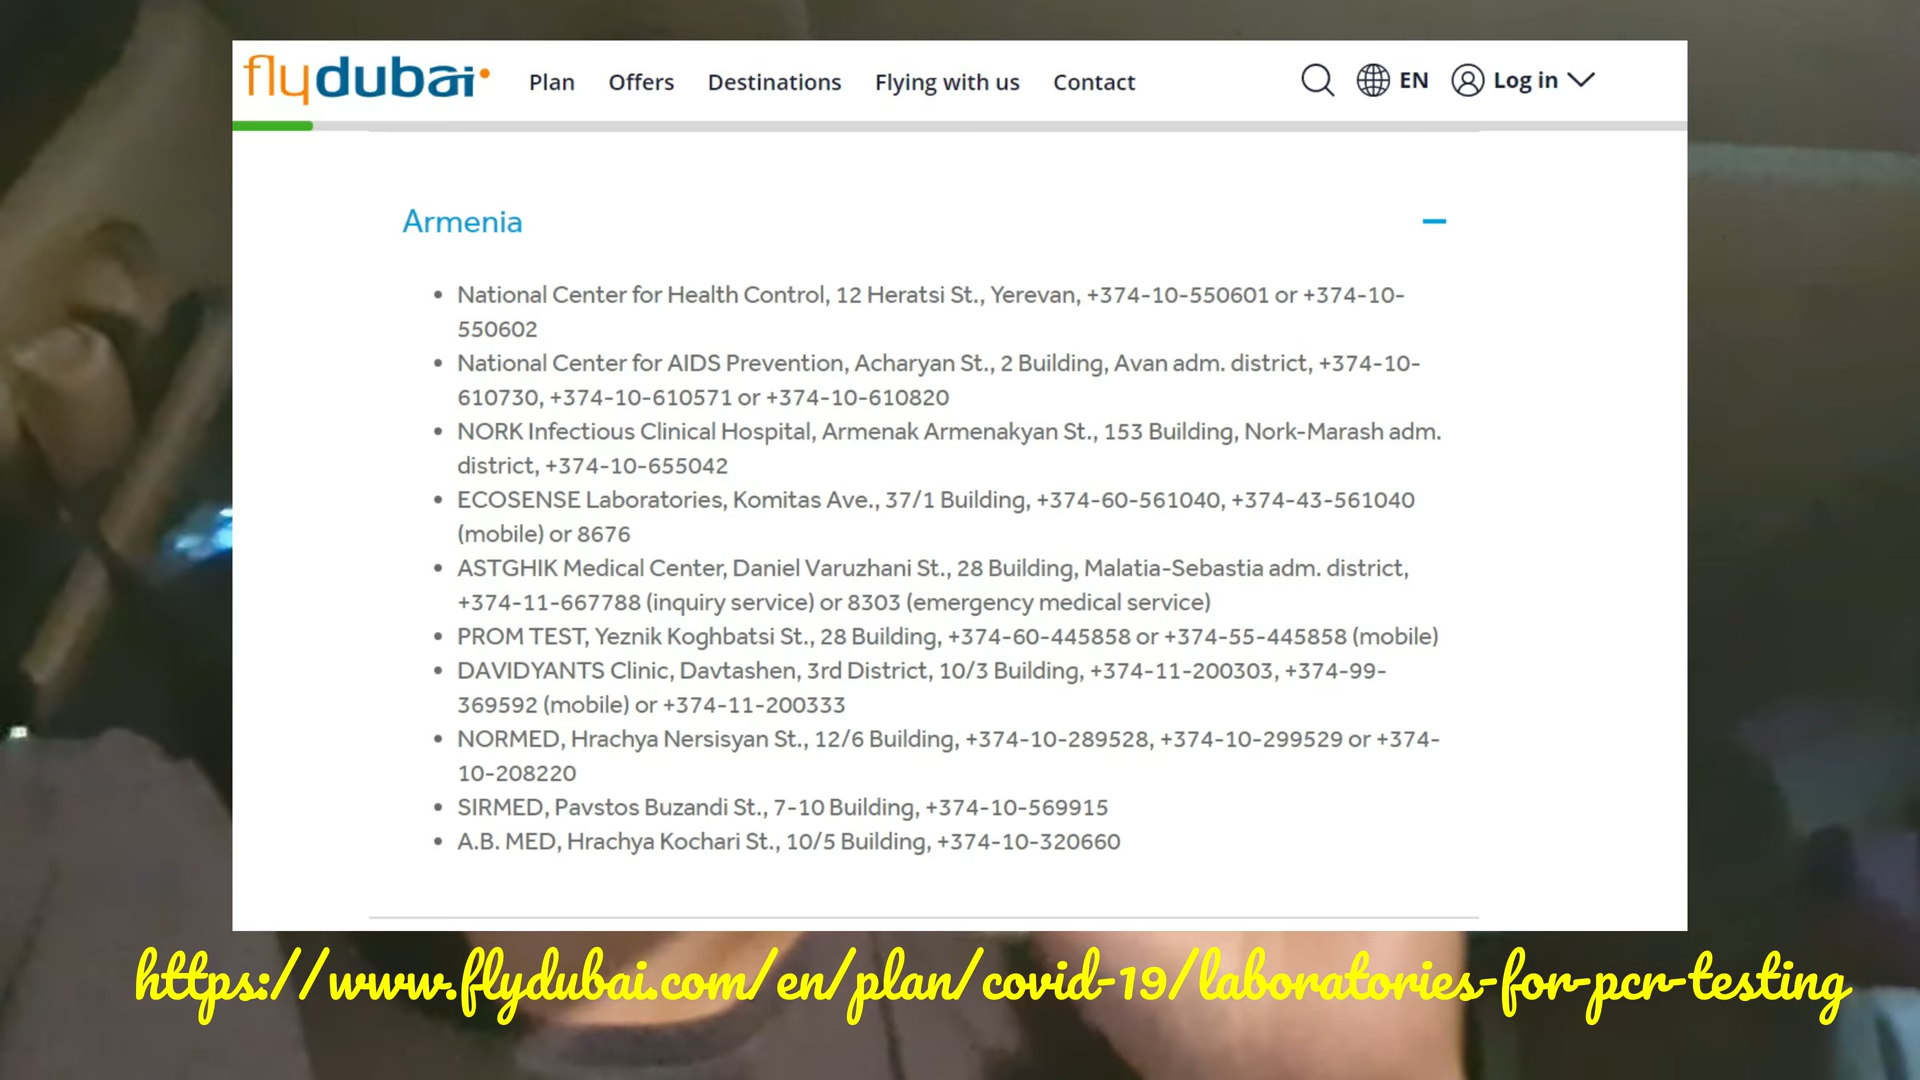 flydubai Plan Offers Destinations Flying with us Contact EN Log in
Armenia
• National Center for Health Control, 12 Heratsi St., Yerevan, +374-10-550601 or +374-10-
550602
• National Center for AIDS Prevention, Acharyan St., 2 Building, Avan adm. district, +374-10-
610730, +374-10-610571 or +374-10-610820
• NORK Infectious Clinical Hospital, Armenak Armenakyan St., 153 Building, Nork-Marash adm.
district, +374-10-655042
• ECOSENSE Laboratories, Komitas Ave., 37/1 Building, +374-60-561040, +374-43-561040
(mobile) or 8676
• ASTGHIK Medical Center, Daniel Varuzhani St., 28 Building, Malatia-Sebastia adm. district,
+374-11-667788 (inquiry service) or 8303 (emergency medical service)
• PROM TEST, Yeznik Koghbatsi St., 28 Building, +374-60-445858 or +374-55-445858 (mobile)
• DAVIDYANTS Clinic, Davtashen, 3rd District, 10/3 Building, +374-11-200303, +374-99-
369592 (mobile) or +374-11-200333
• NORMED, Hrachya Nersisyan St., 12/6 Building, +374-10-289528, +374-10-299529 or +374-
10-208220
• SIRMED, Pavstos Buzandi St., 7-10 Building, +374-10-569915
• A.B. MED, Hrachya Kochari St., 10/5 Building, +374-10-320660
https://www.flydubai.com/en/plan/covid-19/laboratories-for-pcr-testing